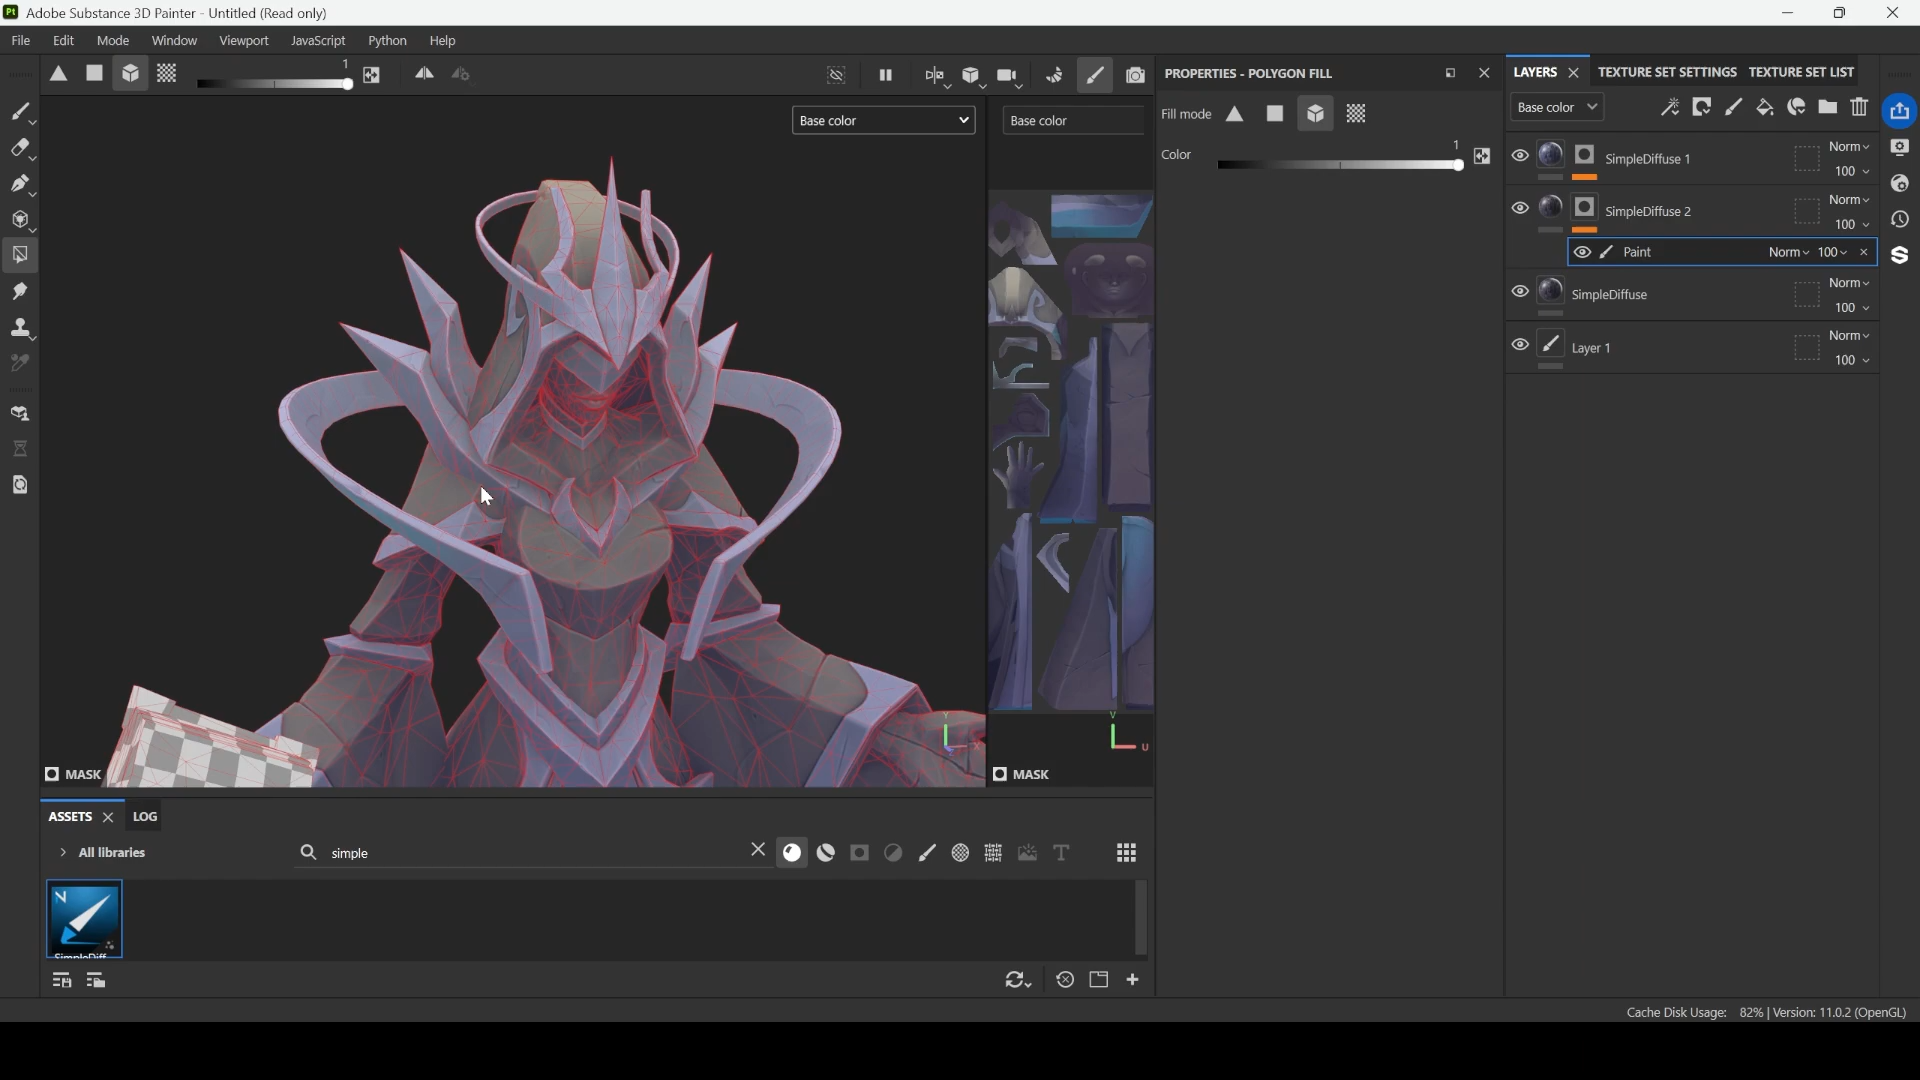 Pt Adobe Substance 3D Painter - Untitled (Read only)
File Edit Mode Window Viewport JavaScript Python Help
1
PROPERTIES - POLYGON FILL
LAYERS TEXTURE SET SETTINGS TEXTURE SET LIST
Base color
Base color
Base color
Fill mode
Color 1
SimpleDiffuse 1 Norm 100
SimpleDiffuse 2 Norm 100
Paint Norm 100
SimpleDiffuse Norm 100
Layer 1 Norm 100
Y
X
V
U
MASK
MASK
ASSETS LOG
All libraries
simple
N
SimpleDiff
Cache Disk Usage: 82% | Version: 11.0.2 (OpenGL)